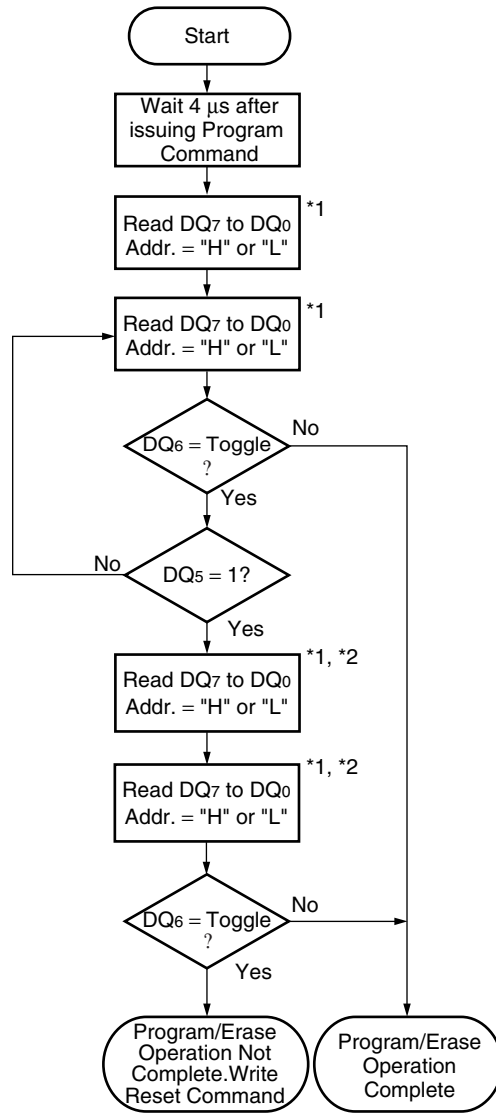 Start
Wait 4 μs after
issuing Program
Command
Read DQ7 to DQ0
Addr. = "H" or "L"
*1
Read DQ7 to DQ0
Addr. = "H" or "L"
*1
DQ6 = Toggle
?
No
Yes
No
DQ5 = 1?
Yes
Read DQ7 to DQ0
Addr. = "H" or "L"
*1, *2
Read DQ7 to DQ0
Addr. = "H" or "L"
*1, *2
DQ6 = Toggle
?
No
Yes
Program/Erase
Operation Not
Complete.Write
Reset Command
Program/Erase
Operation
Complete